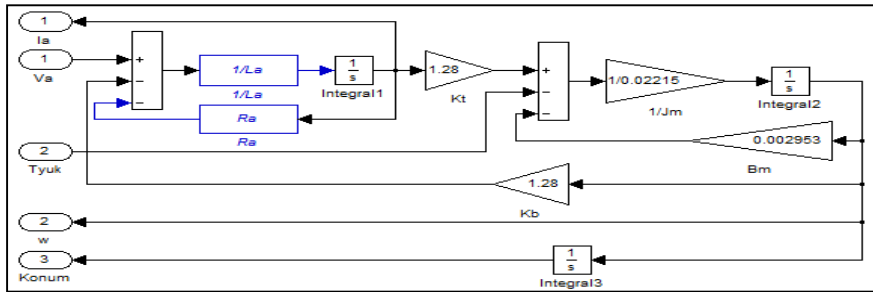 1
Ia
1
Va
+
−
−
1/La
1/La
1
s
Integral1
Ra
Ra
1.28
Kt
+
−
−
1/0.02215
1/Jm
1
s
Integral2
0.002953
Bm
2
Tyuk
1.28
Kb
2
w
3
Konum
1
s
Integral3